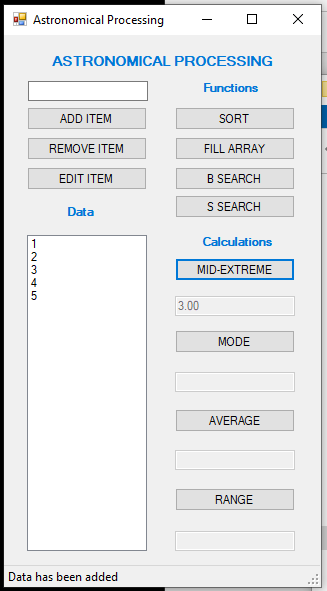 Astronomical Processing
ASTRONOMICAL PROCESSING
Functions
ADD ITEM
SORT
REMOVE ITEM
FILL ARRAY
EDIT ITEM
B SEARCH
S SEARCH
Data
Calculations
1
2
3
4
5
MID-EXTREME
3.00
MODE
AVERAGE
RANGE
Data has been added